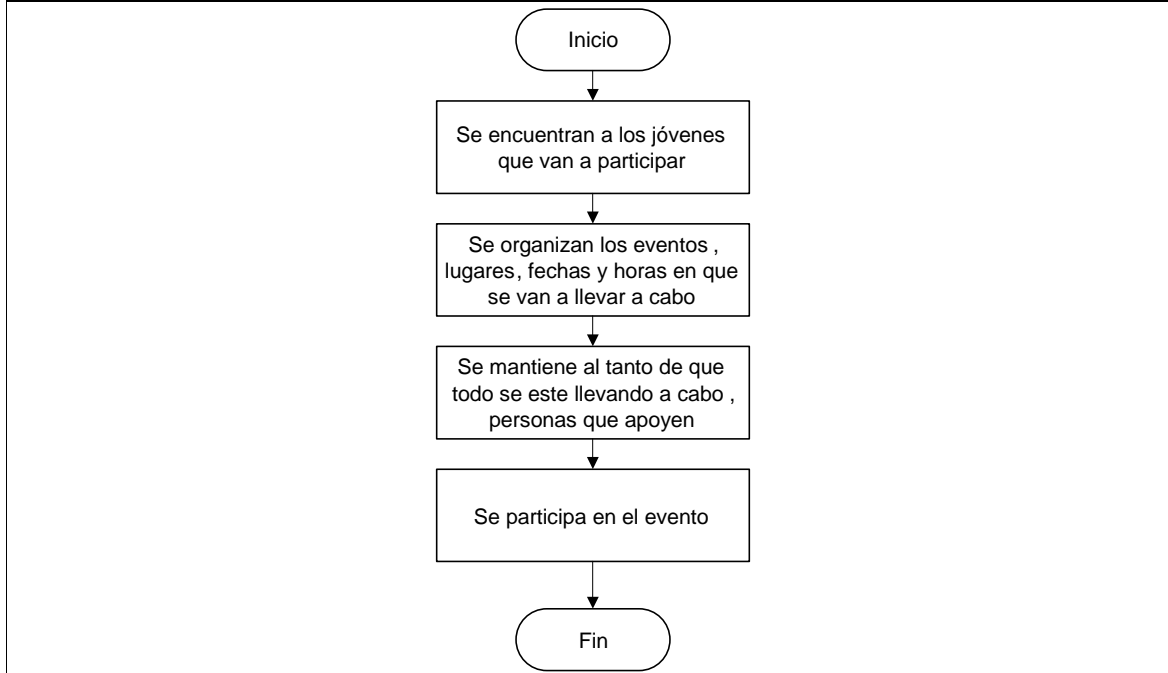 Inicio
Se encuentran a los jóvenes
que van a participar
Se organizan los eventos ,
lugares, fechas y horas en que
se van a llevar a cabo
Se mantiene al tanto de que
todo se este llevando a cabo ,
personas que apoyen
Se participa en el evento
Fin